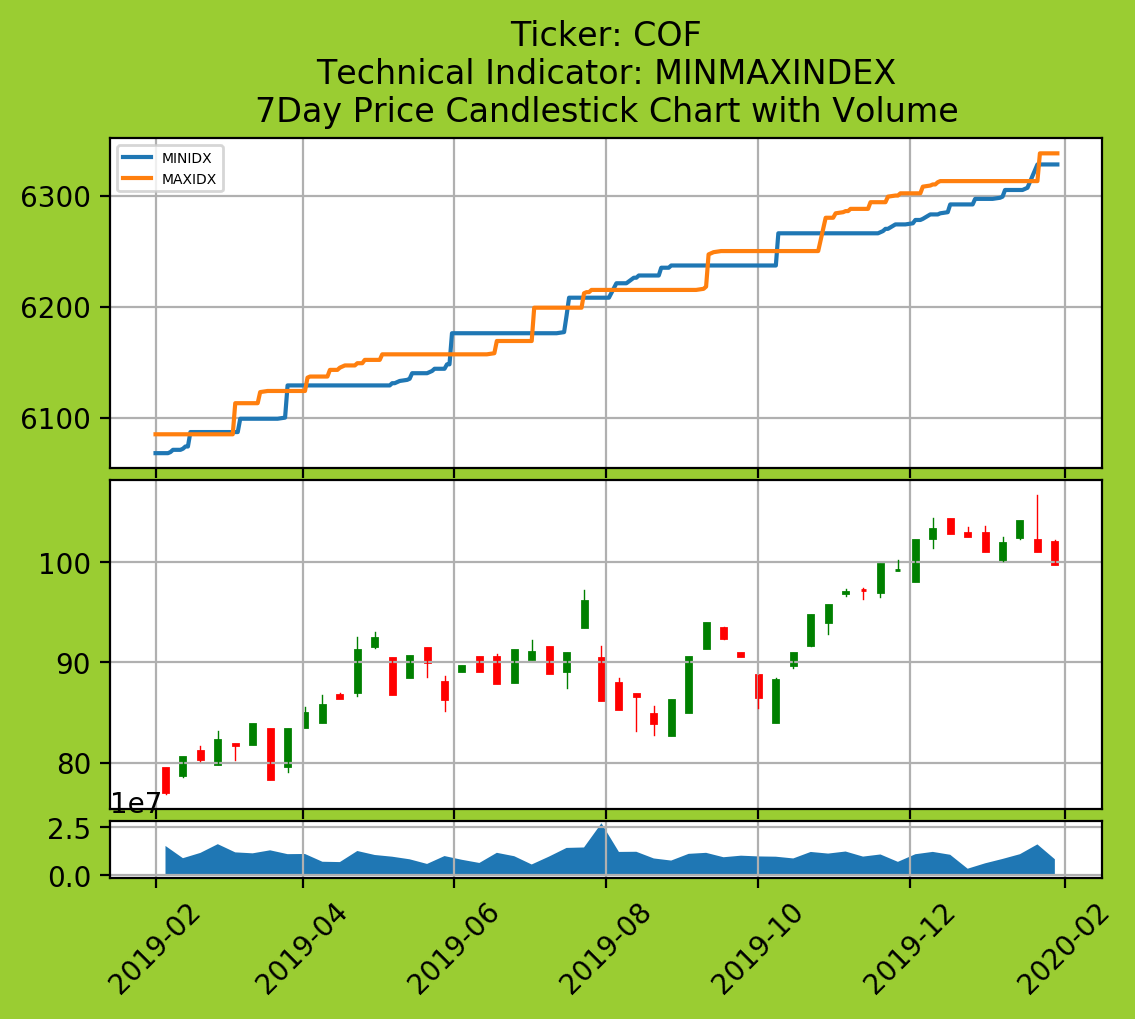 Ticker: COF
Technical Indicator: MINMAXINDEX
7Day Price Candlestick Chart with Volume
MINIDX
MAXIDX
6300
6200
6100
100
90
80
1e7
2.5
0.0
2019-02
2019-04
2019-06
2019-08
2019-10
2019-12
2020-02